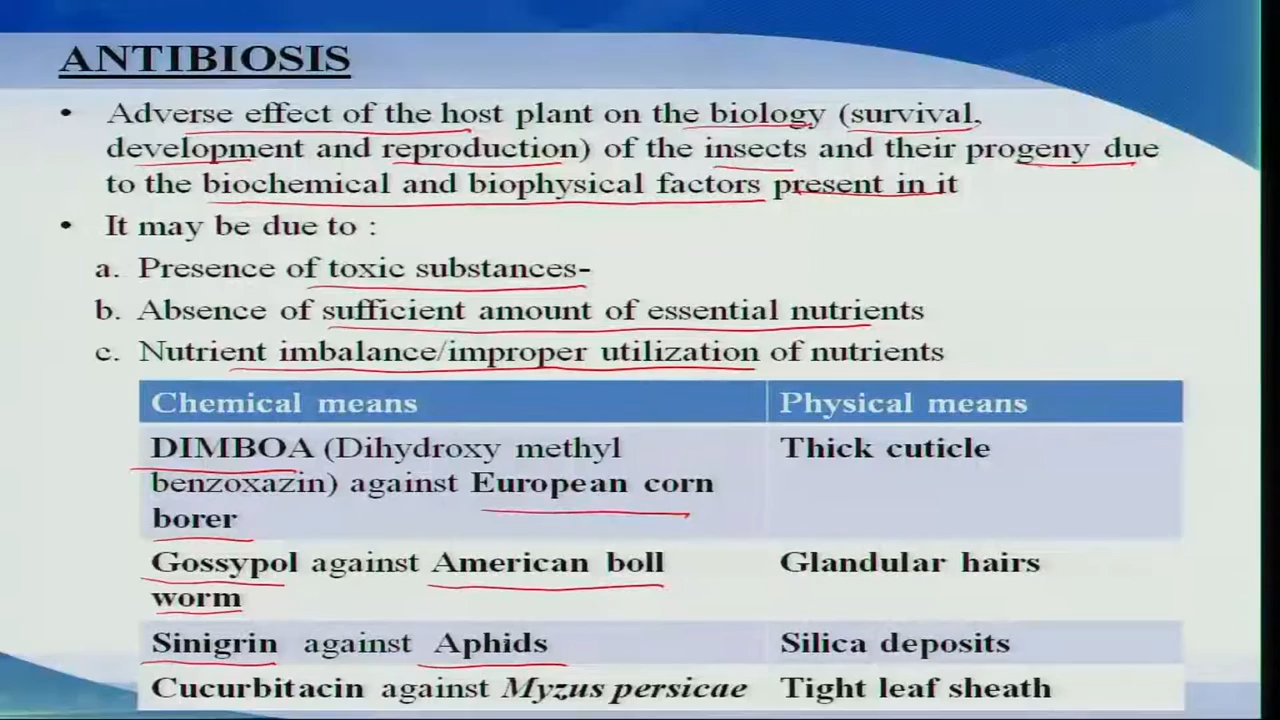 ANTIBIOSIS
• Adverse effect of the host plant on the biology (survival,
development and reproduction) of the insects and their progeny due
to the biochemical and biophysical factors present in it
• It may be due to :
a. Presence of toxic substances-
b. Absence of sufficient amount of essential nutrients
c. Nutrient imbalance/improper utilization of nutrients
Chemical means Physical means
DIMBOA (Dihydroxy methyl Thick cuticle
benzoxazin) against European corn
borer
Gossypol against American boll Glandular hairs
worm
Sinigrin against Aphids Silica deposits
Cucurbitacin against Myzus persicae Tight leaf sheath